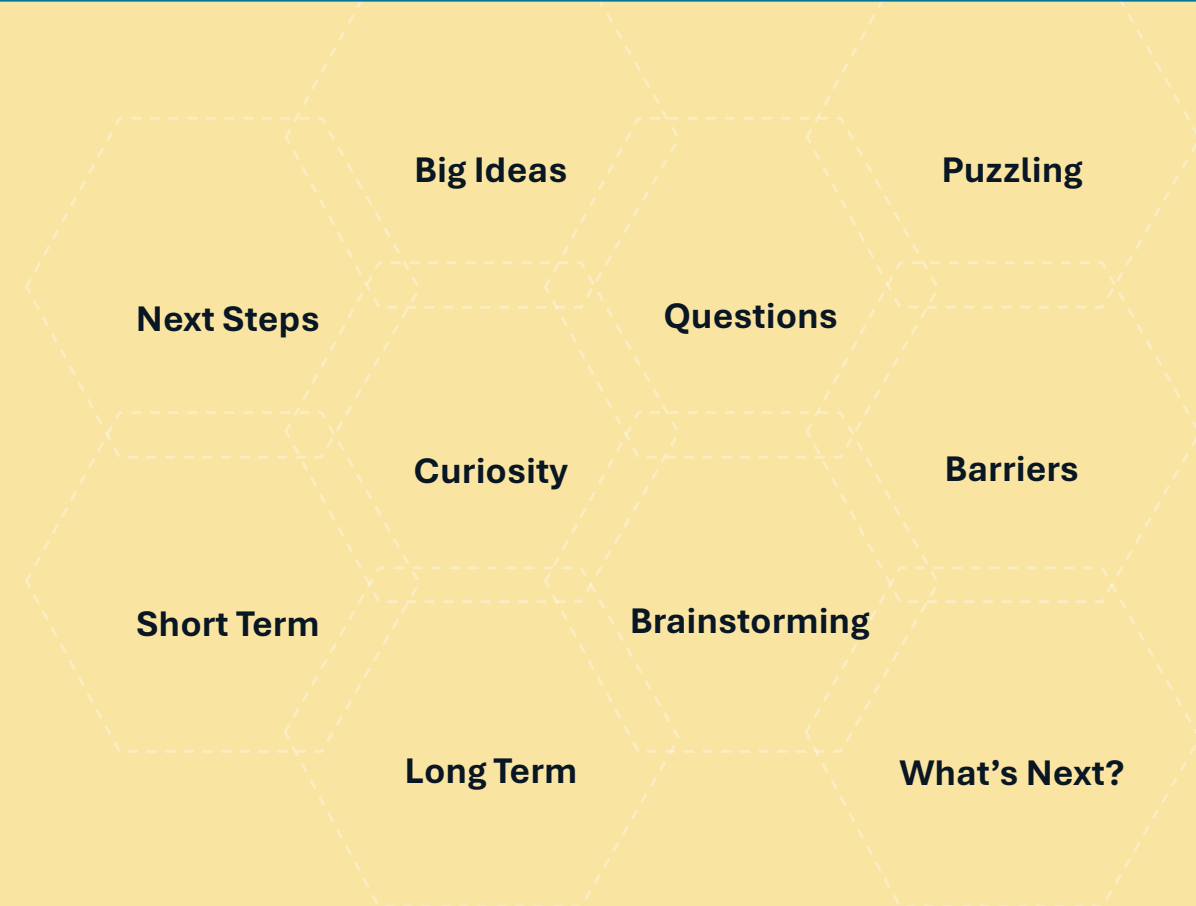 Big Ideas
Puzzling
Next Steps
Questions
Curiosity
Barriers
Short Term
Brainstorming
Long Term
What’s Next?